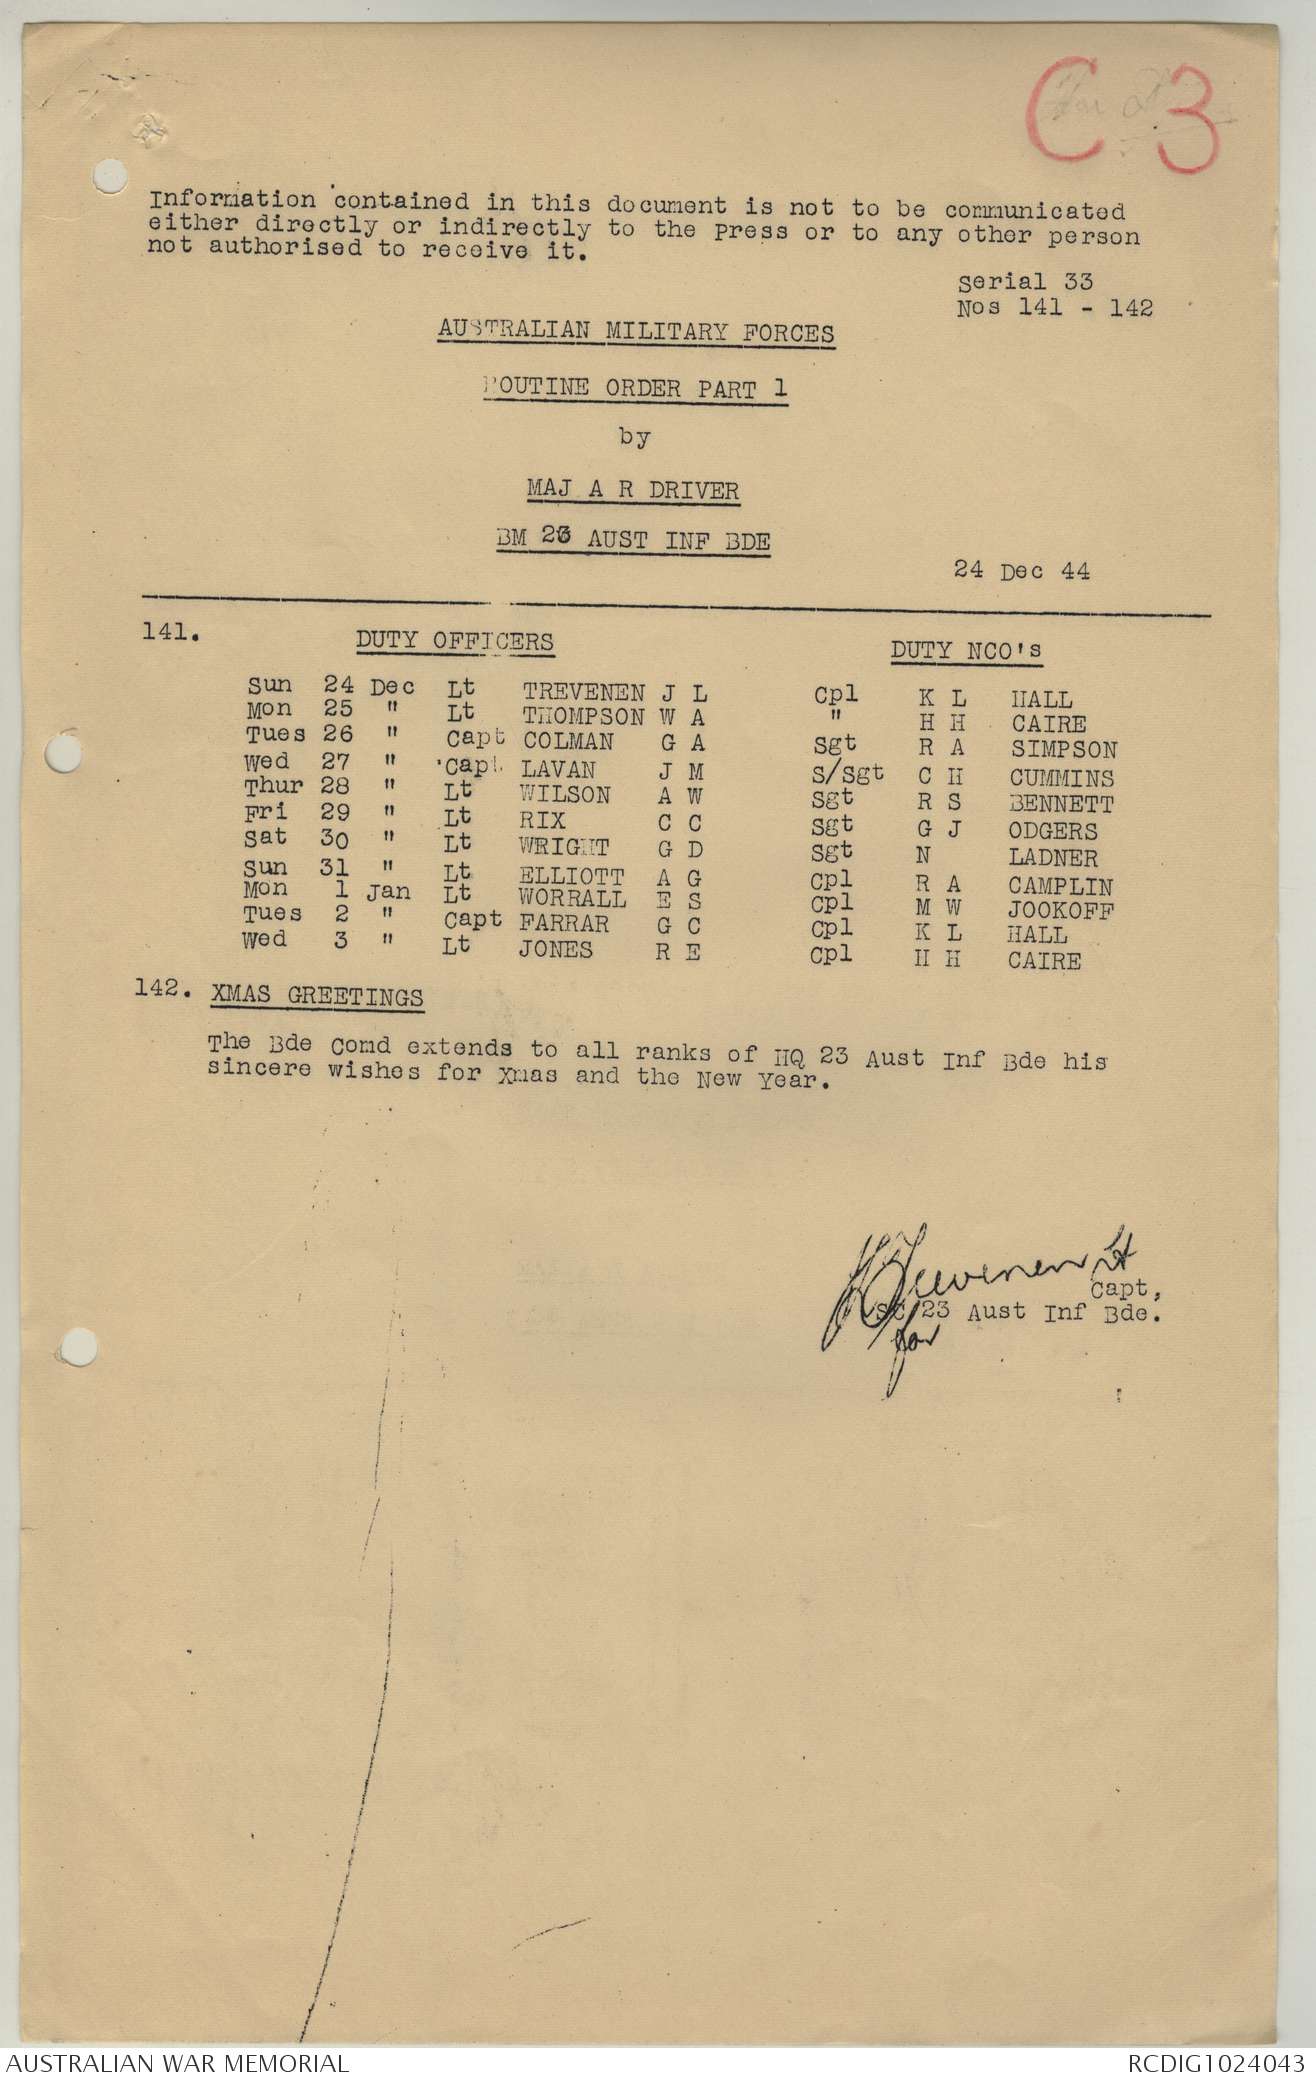 C 3
Information contained in this document is not to be communicated
either directly or indirectly to the Press or to any other person
not authorised to receive it.
Serial 33
Nos 141 - 142
AUSTRALIAN MILITARY FORCES
ROUTINE ORDER PART 1
by
MAJ A R DRIVER
BM 23 AUST INF BDE
24 Dec 44
141. DUTY OFFICERS DUTY NCO's
Sun 24 Dec Lt TREVENEN J L Cpl K L HALL
Mon 25 " Lt THOMPSON W A " H H CAIRE
Tues 26 " Capt COLMAN G A Sgt R A SIMPSON
Wed 27 " Capt LAVAN J M S/Sgt C H CUMMINS
Thur 28 " Lt WILSON A W Sgt R S BENNETT
Fri 29 " Lt RIX C C Sgt G J ODGERS
Sat 30 " Lt WRIGHT G D Sgt N LADNER
Sun 31 " Lt ELLIOTT A G Cpl R A CAMPLIN
Mon 1 Jan Lt WORRALL E S Cpl M W JOOKOFF
Tues 2 " Capt FARRAR G C Cpl K L HALL
Wed 3 " Lt JONES R E Cpl H H CAIRE
142. XMAS GREETINGS
The Bde Comd extends to all ranks of HQ 23 Aust Inf Bde his
sincere wishes for Xmas and the New Year.
Trevenen Lt
Capt,
SC 23 Aust Inf Bde.
for
AUSTRALIAN WAR MEMORIAL
RCDIG1024043